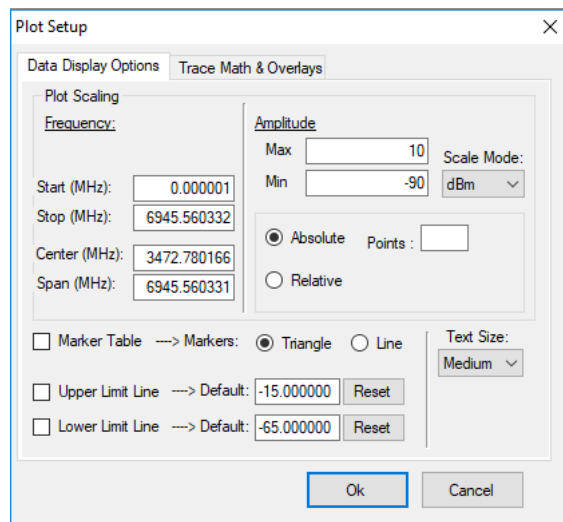 Plot Setup
Data Display Options Trace Math & Overlays
Plot Scaling
Frequency:
Start (MHz): 0.000001
Stop (MHz): 6945.560332
Center (MHz): 3472.780166
Span (MHz): 6945.560331
Amplitude
Max 10
Min -90
Scale Mode:
dBm
Absolute Points :
Relative
Marker Table ----> Markers: Triangle Line
Upper Limit Line ----> Default: -15.000000 Reset
Lower Limit Line ----> Default: -65.000000 Reset
Text Size:
Medium
Ok Cancel